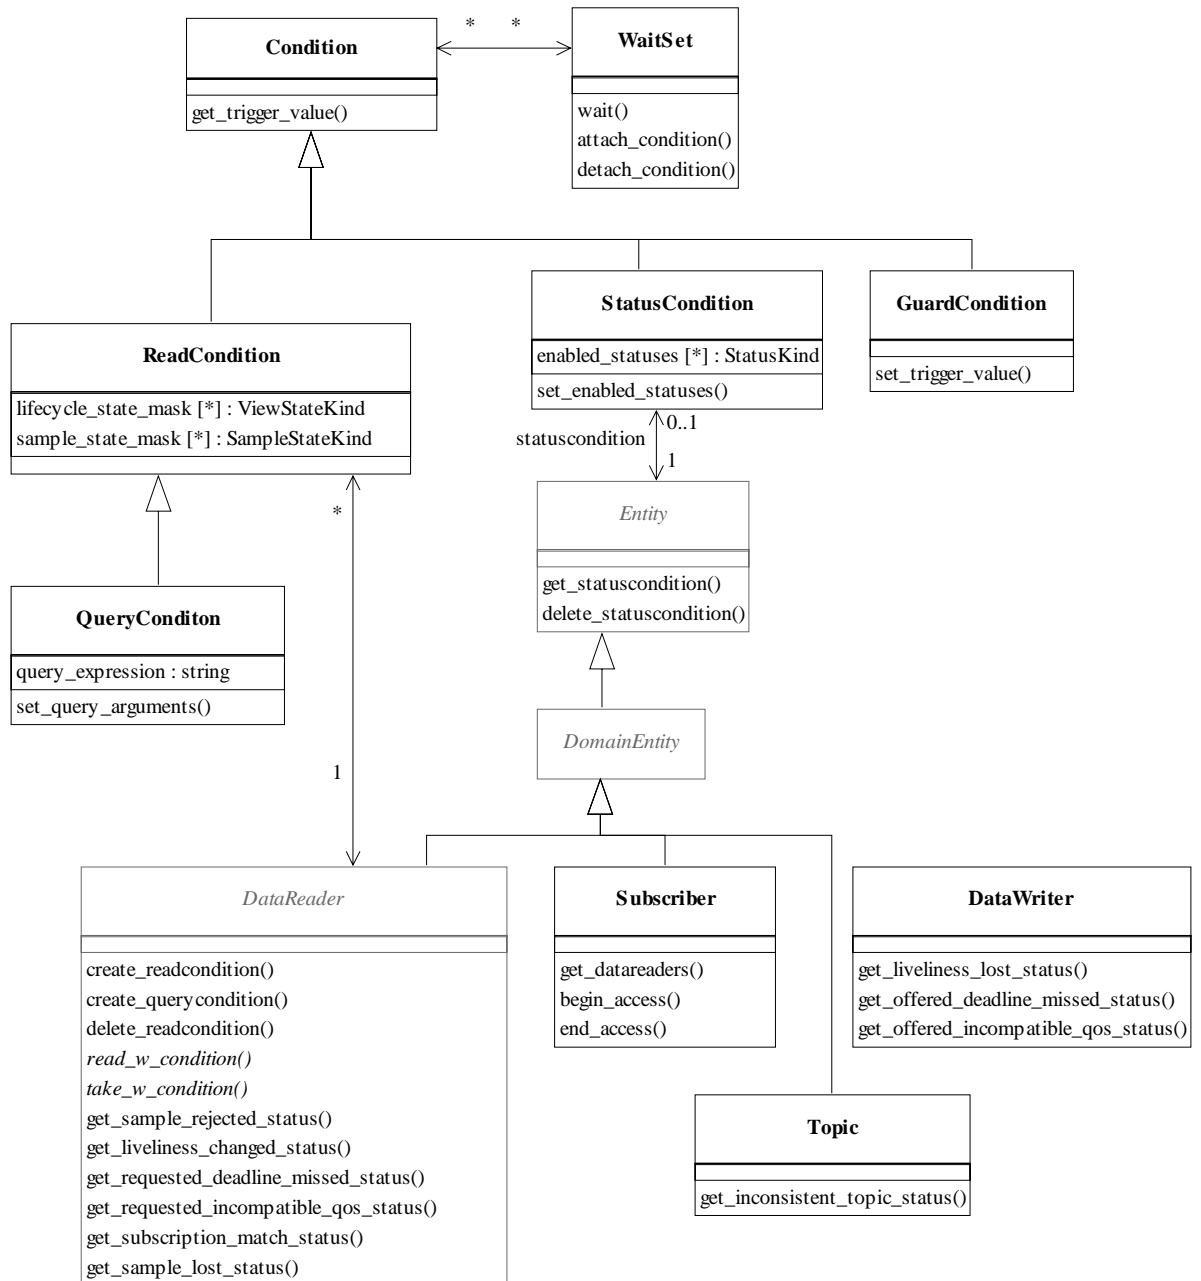 * *
Condition
WaitSet
get_trigger_value()
wait()
attach_condition()
detach_condition()
StatusCondition
enabled_statuses [*] : StatusKind
set_enabled_statuses()
GuardCondition
set_trigger_value()
ReadCondition
lifecycle_state_mask [*] : ViewStateKind
sample_state_mask [*] : SampleStateKind
0..1
statuscondition
1
*
Entity
get_statuscondition()
delete_statuscondition()
QueryConditon
query_expression : string
set_query_arguments()
DomainEntity
1
DataReader
create_readcondition()
create_querycondition()
delete_readcondition()
read_w_condition()
take_w_condition()
get_sample_rejected_status()
get_liveliness_changed_status()
get_requested_deadline_missed_status()
get_requested_incompatible_qos_status()
get_subscription_match_status()
get_sample_lost_status()
Subscriber
get_datareaders()
begin_access()
end_access()
DataWriter
get_liveliness_lost_status()
get_offered_deadline_missed_status()
get_offered_incompatible_qos_status()
Topic
get_inconsistent_topic_status()